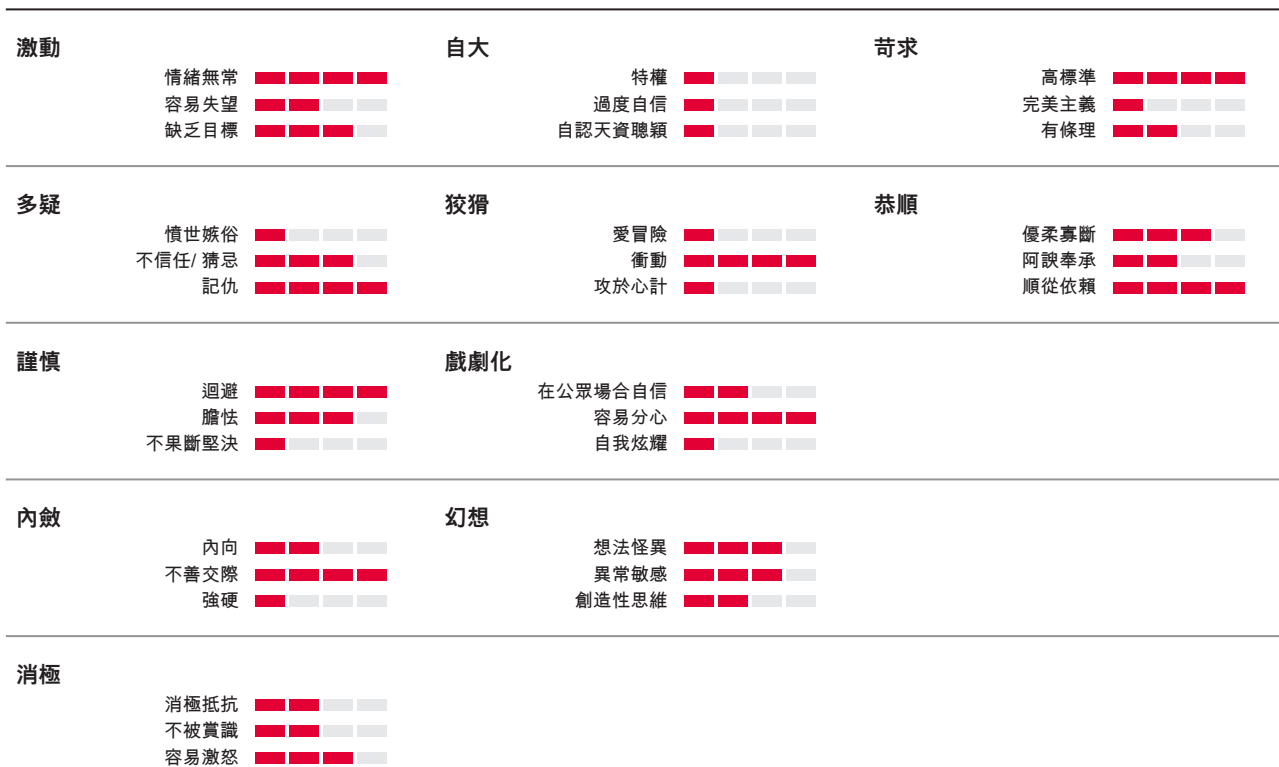 激動
情緒無常
容易失望
缺乏目標
自大
特權
過度自信
自認天資聰穎
苛求
高標準
完美主義
有條理
多疑
憤世嫉俗
不信任/ 猜忌
記仇
狡猾
愛冒險
衝動
攻於心計
恭順
優柔寡斷
阿諛奉承
順從依賴
謹慎
迴避
膽怯
不果斷堅決
戲劇化
在公眾場合自信
容易分心
自我炫耀
內斂
內向
不善交際
強硬
幻想
想法怪異
異常敏感
創造性思維
消極
消極抵抗
不被賞識
容易激怒